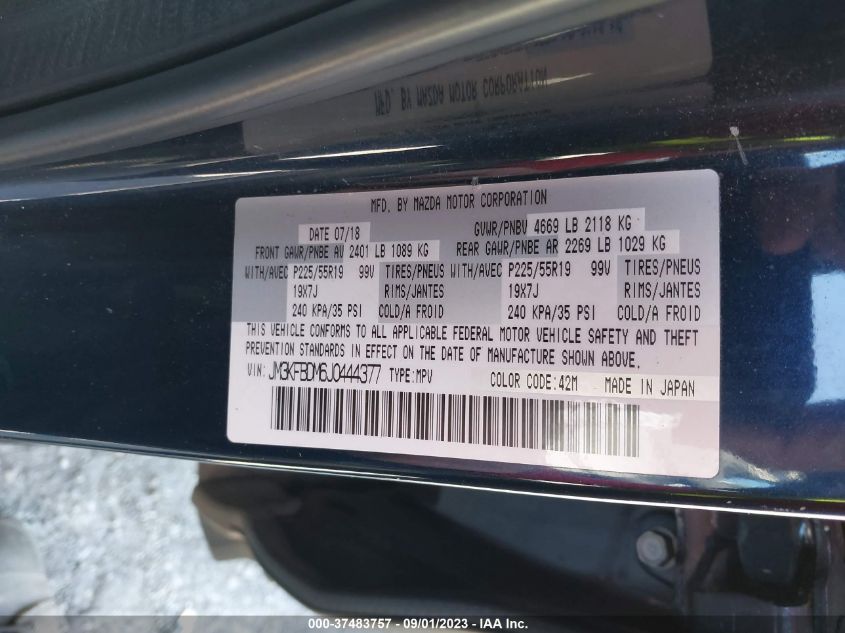 MFD. BY MAZDA MOTOR CORPORATION
MFD. BY MAZDA MOTOR CORPORATION
DATE 07/18 GVWR/PNBV 4669 LB 2118 KG
FRONT GAWR/PNBE AV 2401 LB 1089 KG REAR GAWR/PNBE AR 2269 LB 1029 KG
WITH/AVEC P225/55R19 99V TIRES/PNEUS WITH/AVEC P225/55R19 99V TIRES/PNEUS
19X7J RIMS/JANTES 19X7J RIMS/JANTES
240 KPA/35 PSI COLD/A FROID 240 KPA/35 PSI COLD/A FROID
THIS VEHICLE CONFORMS TO ALL APPLICABLE FEDERAL MOTOR VEHICLE SAFETY AND THEFT
PREVENTION STANDARDS IN EFFECT ON THE DATE OF MANUFACTURE SHOWN ABOVE.
VIN: JM3KFBDM6J0444377 TYPE:MPV COLOR CODE:42M MADE IN JAPAN
000-37483757 - 09/01/2023 - IAA Inc.